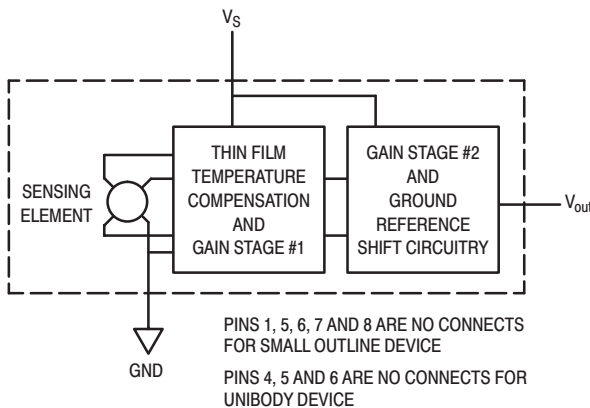 V_S
THIN FILM
TEMPERATURE
COMPENSATION
AND
GAIN STAGE #1
GAIN STAGE #2
AND
GROUND
REFERENCE
SHIFT CIRCUITRY
SENSING
ELEMENT
V_out
GND
PINS 1, 5, 6, 7 AND 8 ARE NO CONNECTS
FOR SMALL OUTLINE DEVICE
PINS 4, 5 AND 6 ARE NO CONNECTS FOR
UNIBODY DEVICE